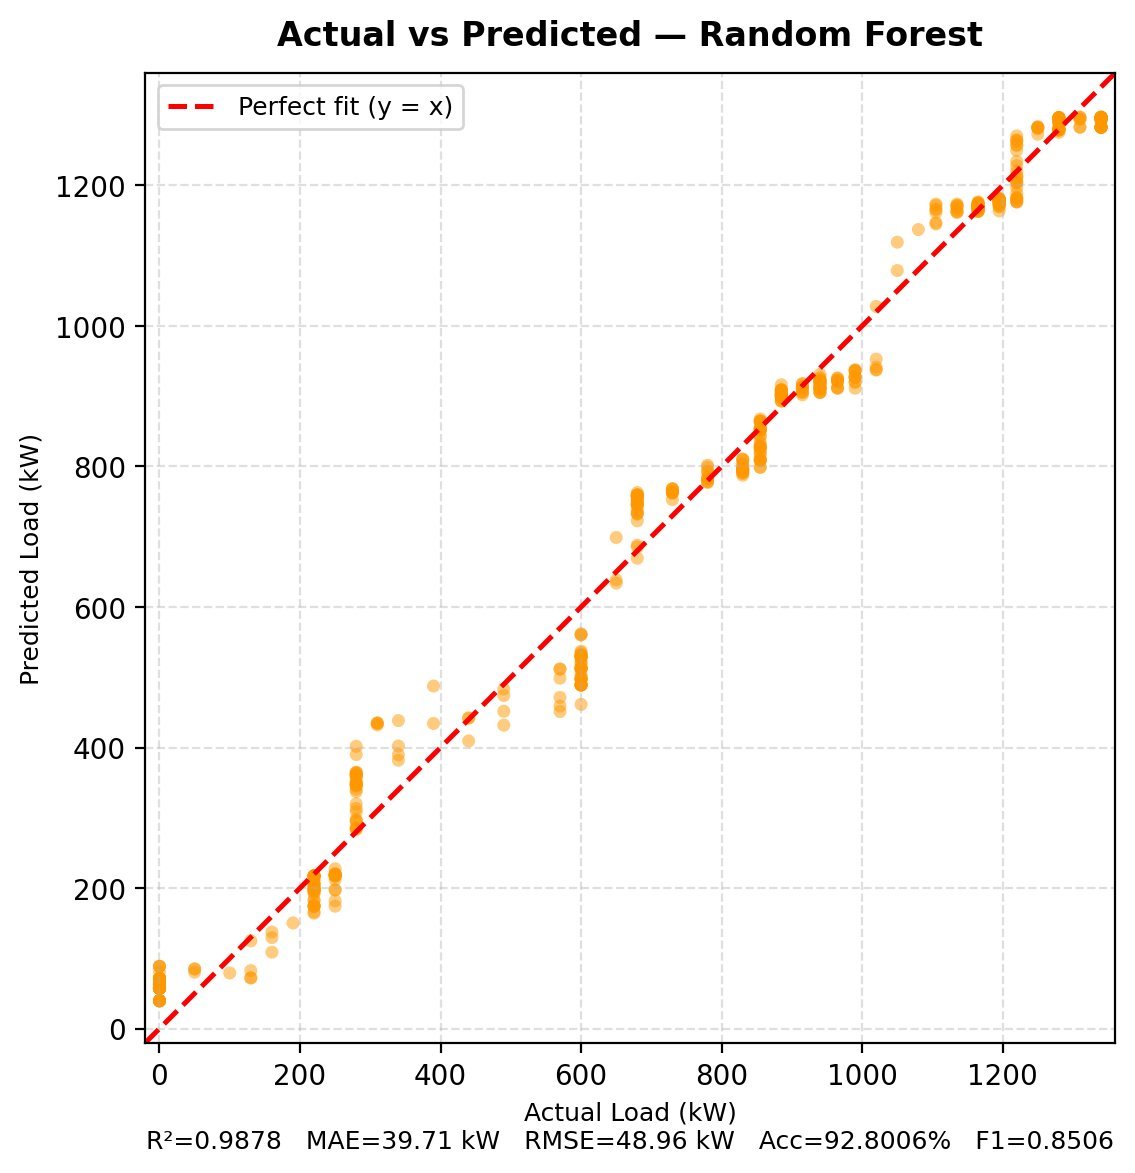 Actual vs Predicted — Random Forest
Perfect fit (y = x)
1200
1000
800
600
400
200
0
Predicted Load (kW)
0 200 400 600 800 1000 1200
Actual Load (kW)
R²=0.9878 MAE=39.71 kW RMSE=48.96 kW Acc=92.8006% F1=0.8506